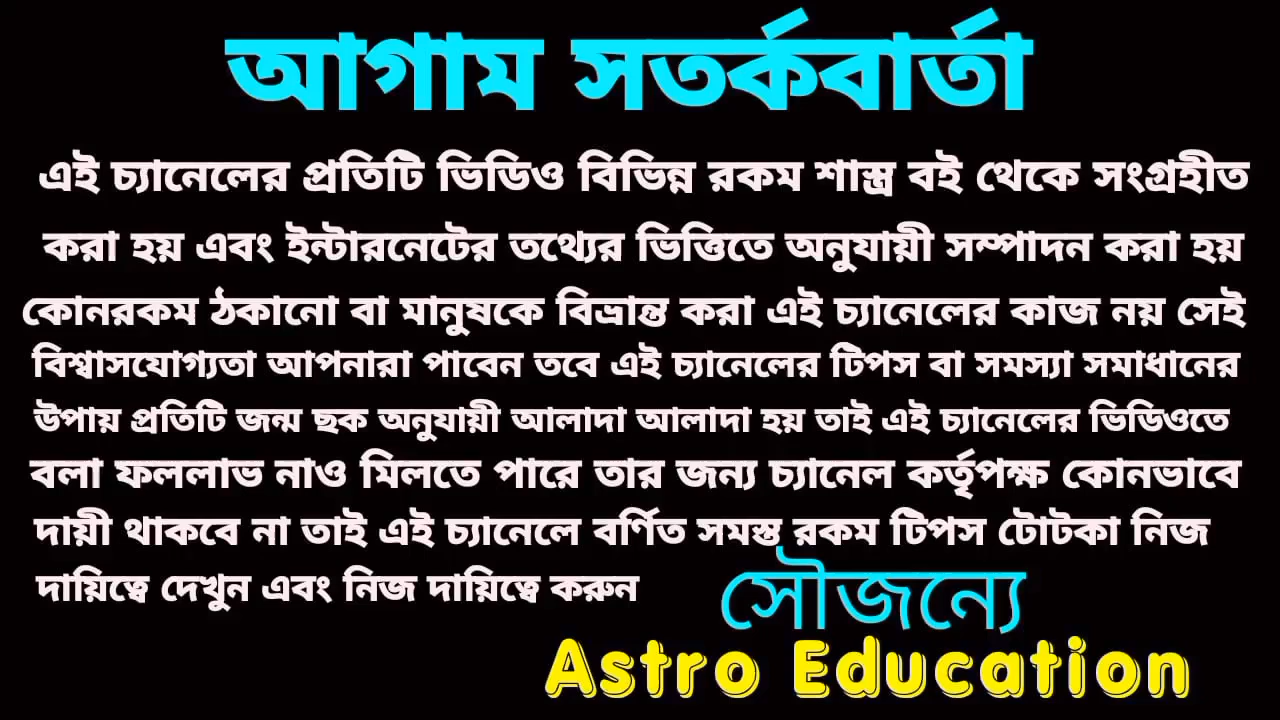 আগাম সতর্কবার্তা
এই চ্যানেলের প্রতিটি ভিডিও বিভিন্ন রকম শাস্ত্র বই থেকে সংগ্রহীত
করা হয় এবং ইন্টারনেটের তথ্যের ভিত্তিতে অনুযায়ী সম্পাদন করা হয়
কোনরকম ঠকানো বা মানুষকে বিভ্রান্ত করা এই চ্যানেলের কাজ নয় সেই
বিশ্বাসযোগ্যতা আপনারা পাবেন তবে এই চ্যানেলের টিপস বা সমস্যা সমাধানের
উপায় প্রতিটি জন্ম ছক অনুযায়ী আলাদা আলাদা হয় তাই এই চ্যানেলের ভিডিওতে
বলা ফললাভ নাও মিলতে পারে তার জন্য চ্যানেল কর্তৃপক্ষ কোনভাবে
দায়ী থাকবে না তাই এই চ্যানেলে বর্ণিত সমস্ত রকম টিপস টোটকা নিজ
দায়িত্বে দেখুন এবং নিজ দায়িত্বে করুন
সৌজন্যে
Astro Education